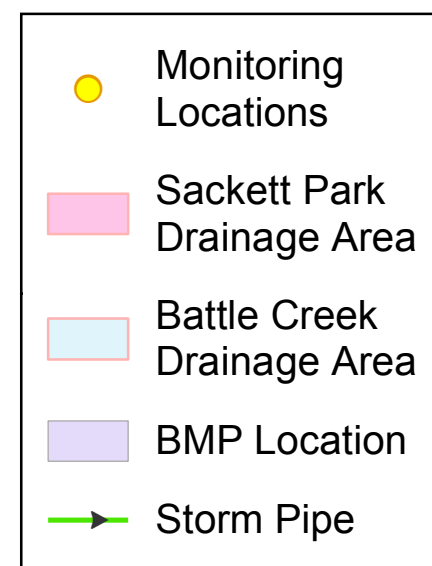 Monitoring
Locations
Sackett Park
Drainage Area
Battle Creek
Drainage Area
BMP Location
Storm Pipe